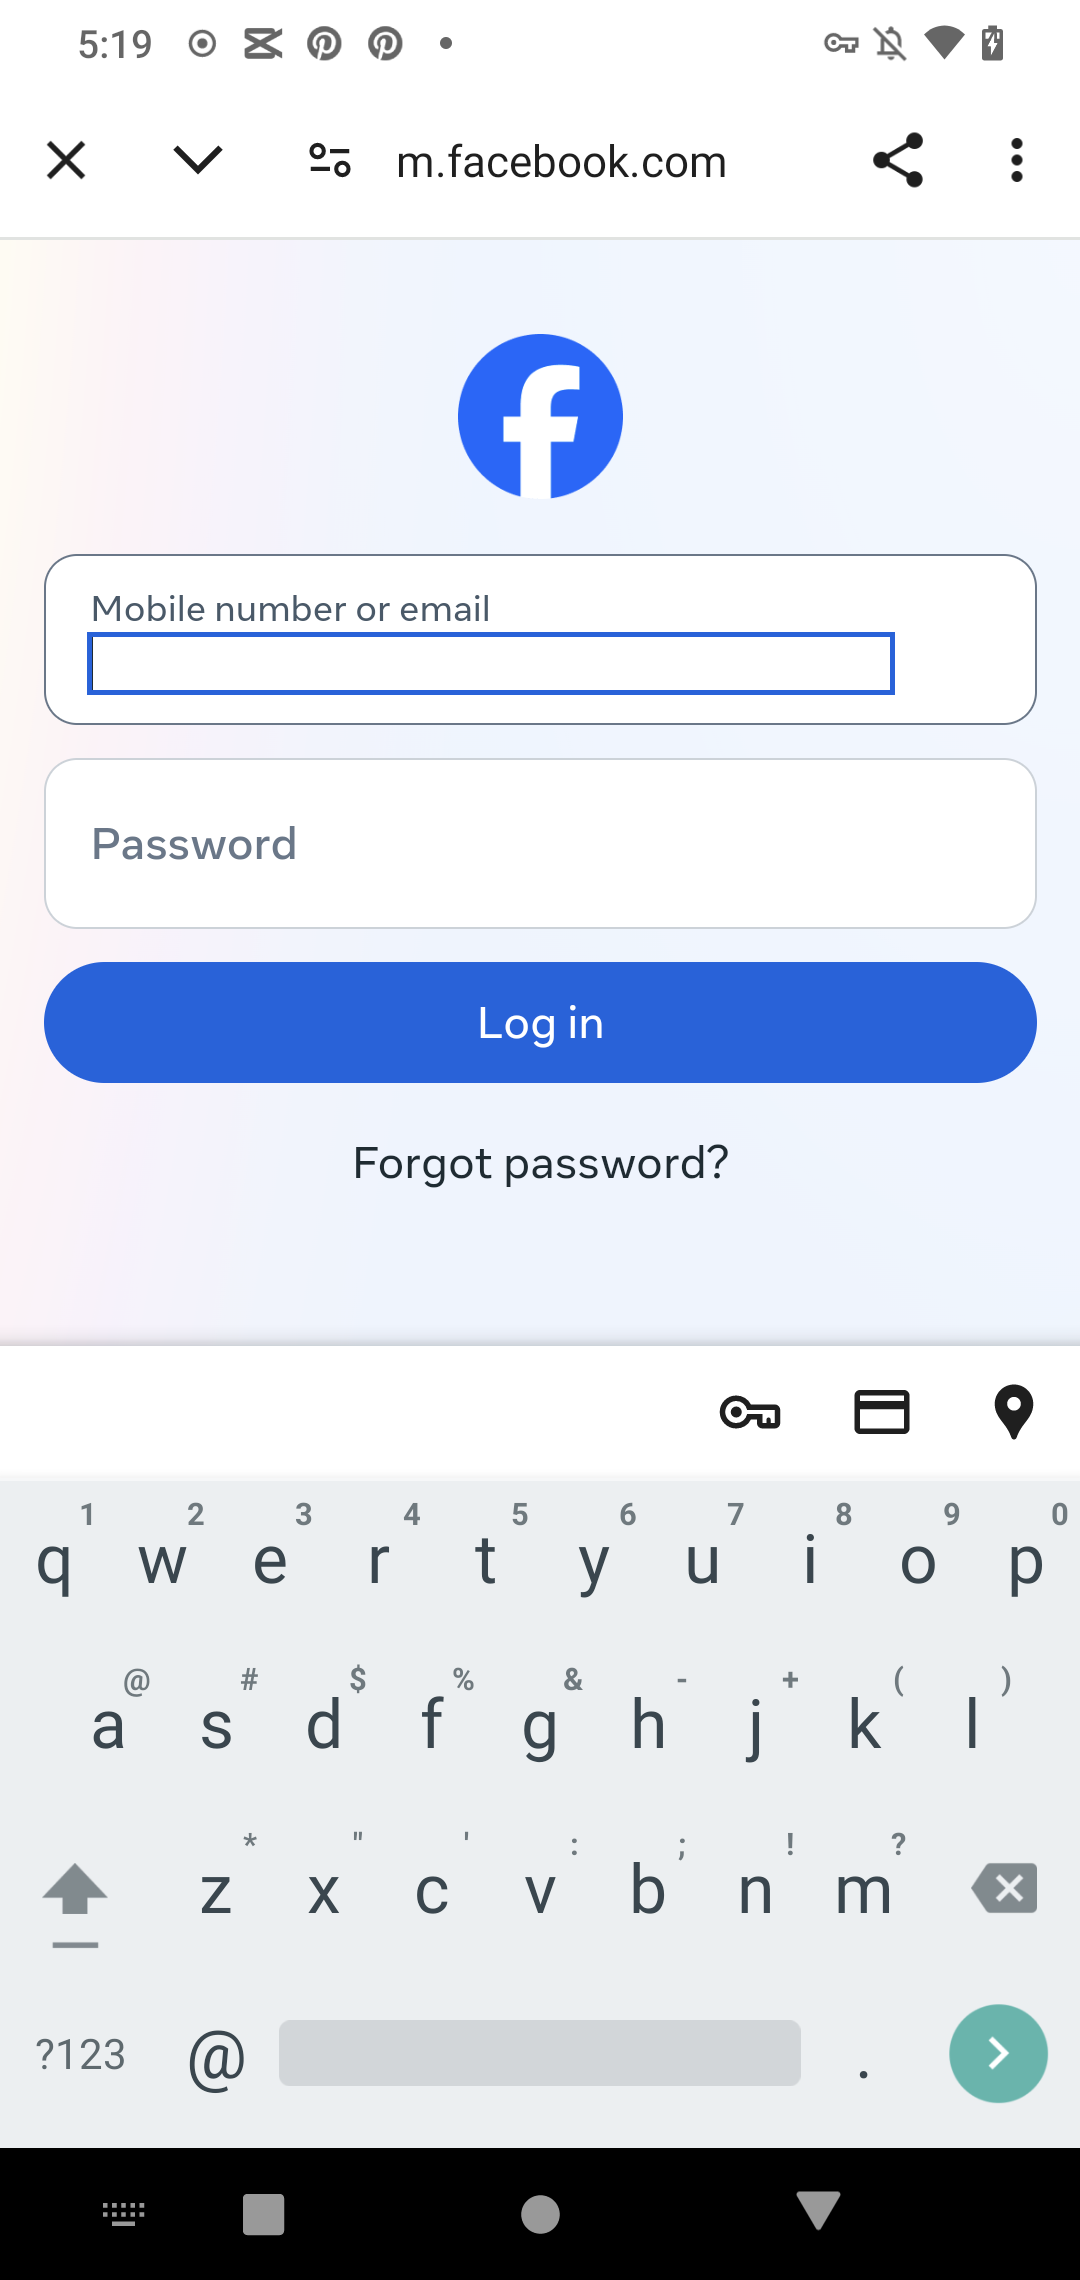 5:19
m.facebook.com
Mobile number or email
Password
Log in
Forgot password?
1 2 3 4 5 6 7 8 9 0
q w e r t y u i o p
@ # $ % & - + ( )
a s d f g h j k l
* " ' : ; ! ?
z x c v b n m
?123 @ .